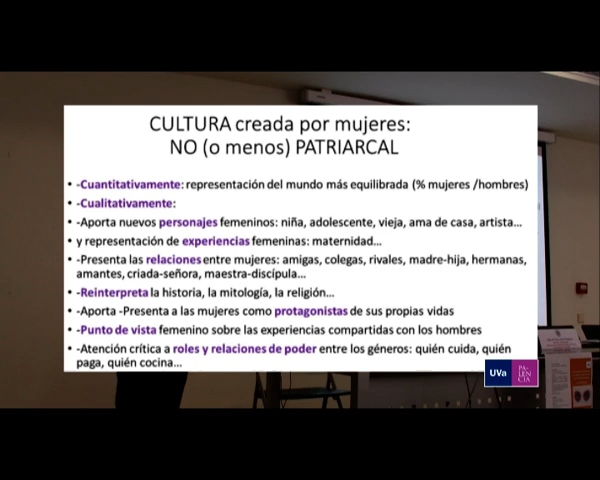 CULTURA creada por mujeres:
NO (o menos) PATRIARCAL
• -Cuantitativamente: representación del mundo más equilibrada (% mujeres /hombres)
• -Cualitativamente:
• -Aporta nuevos personajes femeninos: niña, adolescente, vieja, ama de casa, artista...
• y representación de experiencias femeninas: maternidad...
• -Presenta las relaciones entre mujeres: amigas, colegas, rivales, madre-hija, hermanas,
amantes, criada-señora, maestra-discípula...
• -Reinterpreta la historia, la mitología, la religión...
• -Aporta -Presenta a las mujeres como protagonistas de sus propias vidas
• -Punto de vista femenino sobre las experiencias compartidas con los hombres
• -Atención crítica a roles y relaciones de poder entre los géneros: quién cuida, quién
paga, quién cocina...
UVa
PA-
LEN
CIA